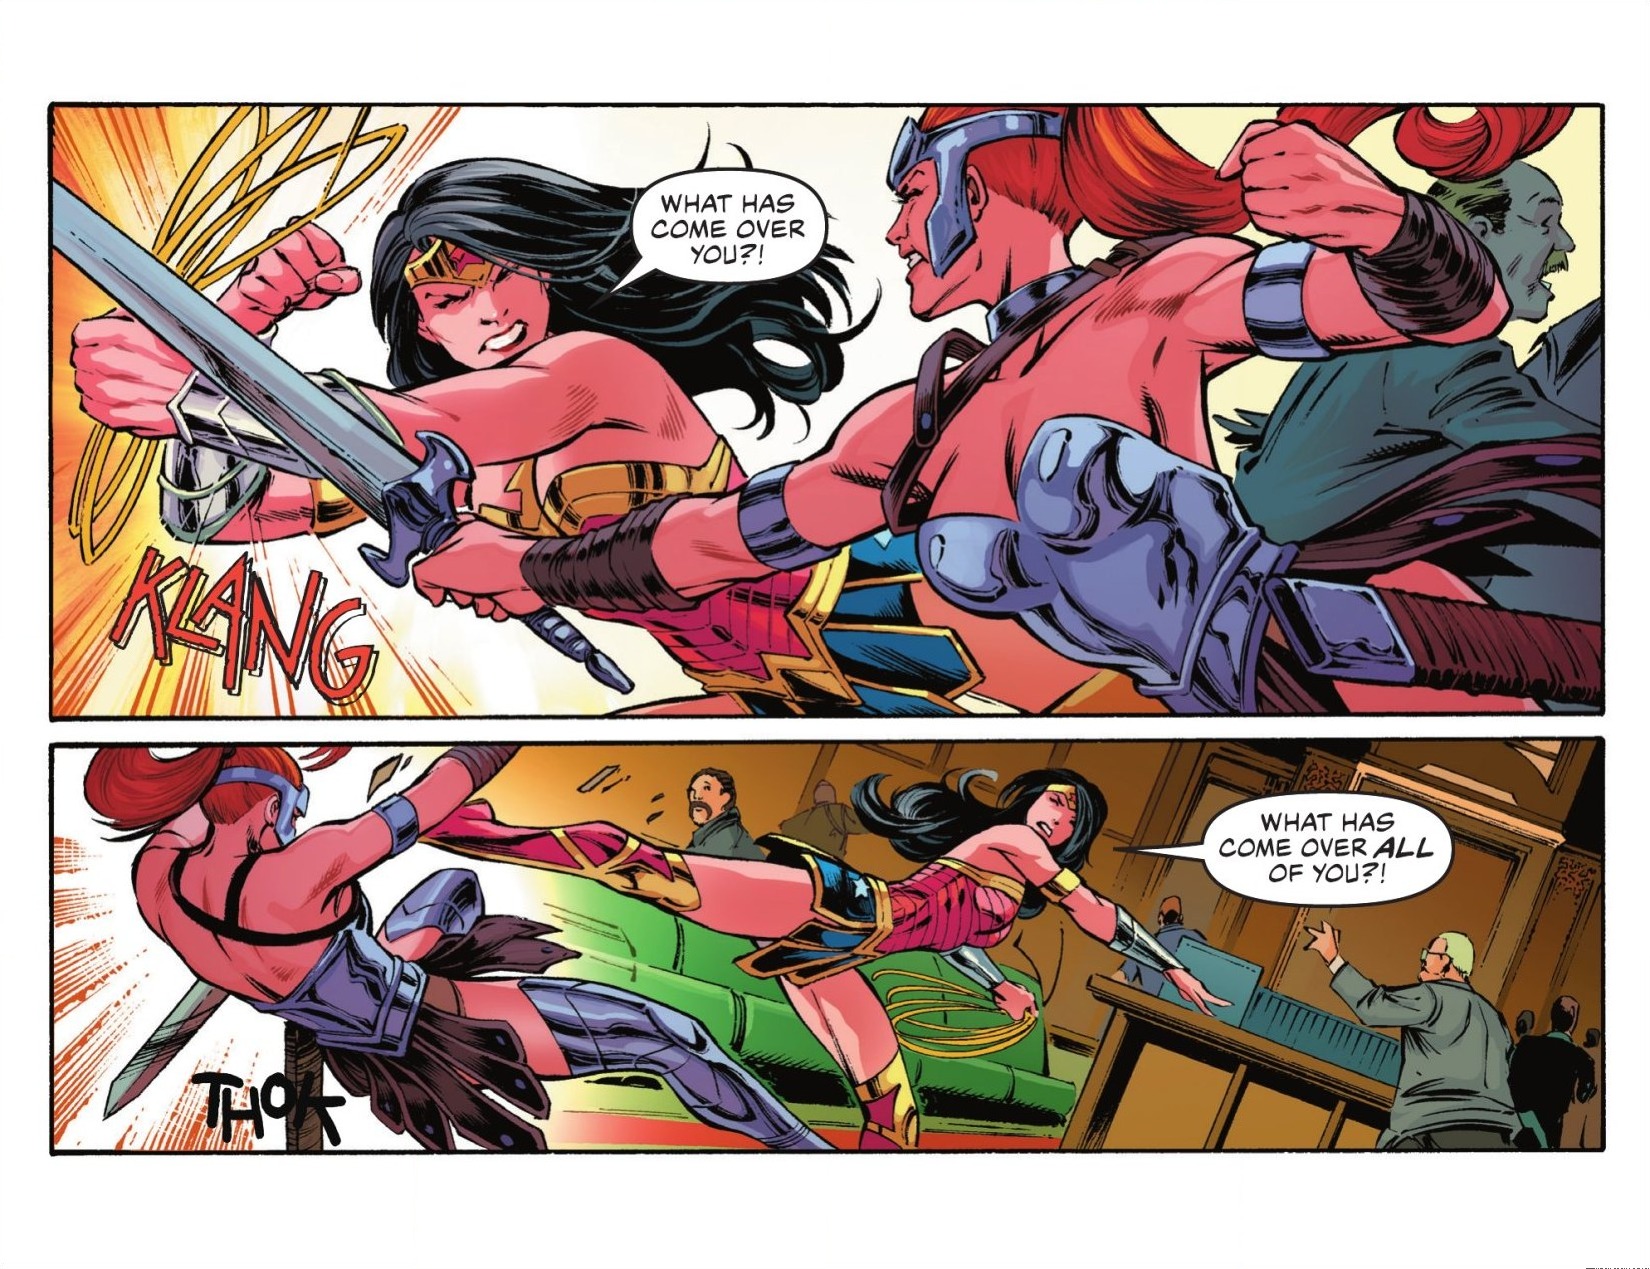 WHAT HAS
COME OVER
YOU?!
KLANG
WHAT HAS
COME OVER ALL
OF YOU?!
THOK